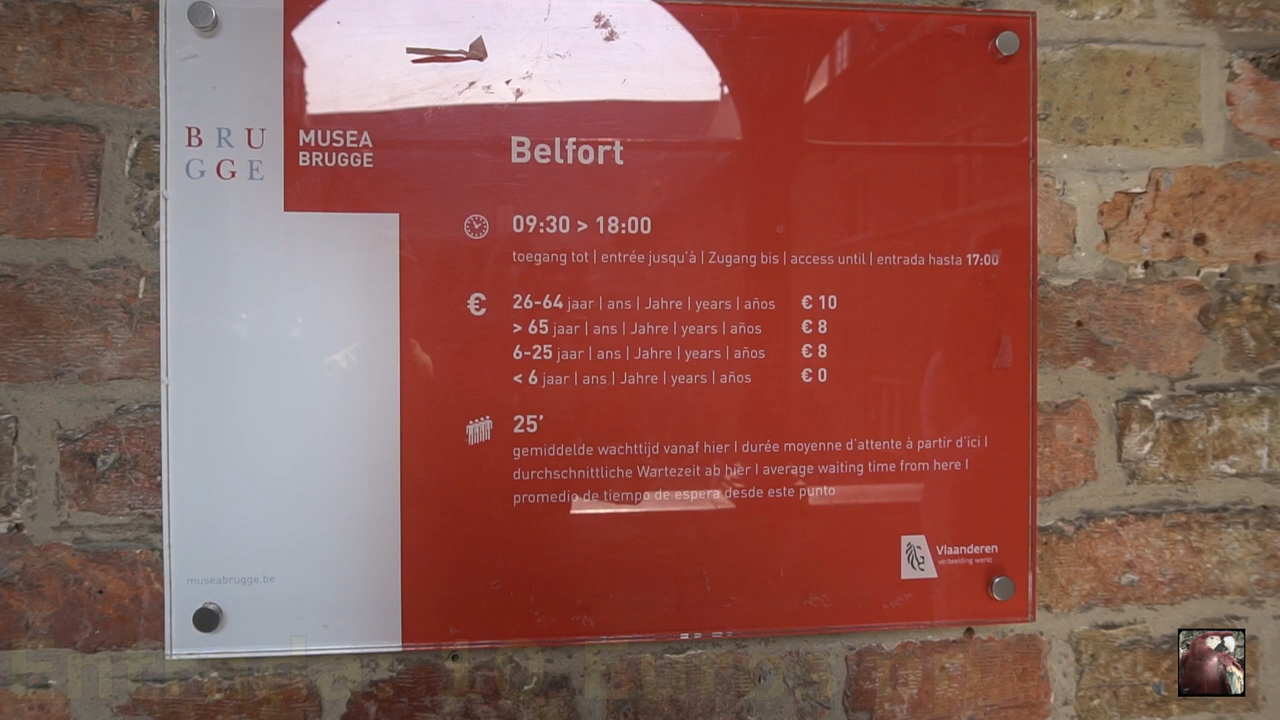 BRU
GGE
MUSEA
BRUGGE
Belfort
09:30 > 18:00
toegang tot | entrée jusqu'à | Zugang bis | access until | entrada hasta 17:00
€
26-64 jaar | ans | Jahre | years | años € 10
> 65 jaar | ans | Jahre | years | años € 8
6-25 jaar | ans | Jahre | years | años € 8
< 6 jaar | ans | Jahre | years | años € 0
25'
gemiddelde wachttijd vanaf hier | durée moyenne d'attente à partir d'ici |
durchschnittliche Wartezeit ab hier | average waiting time from here |
promedio de tiempo de espera desde este punto
Vlaanderen
verbeelding werkt
museabrugge.be